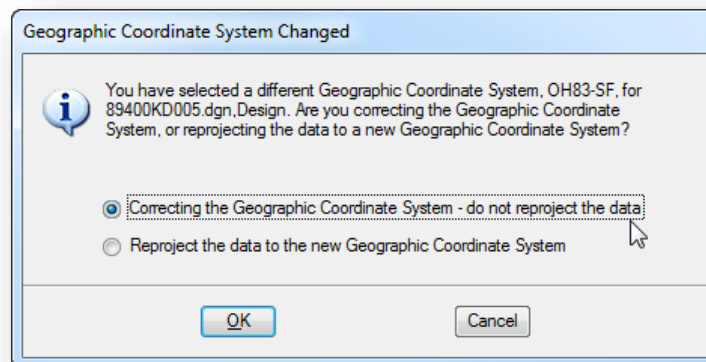 Geographic Coordinate System Changed
You have selected a different Geographic Coordinate System, OH83-SF, for
89400KD005.dgn,Design. Are you correcting the Geographic Coordinate
System, or reprojecting the data to a new Geographic Coordinate System?
Correcting the Geographic Coordinate System - do not reproject the data
Reproject the data to the new Geographic Coordinate System
OK
Cancel